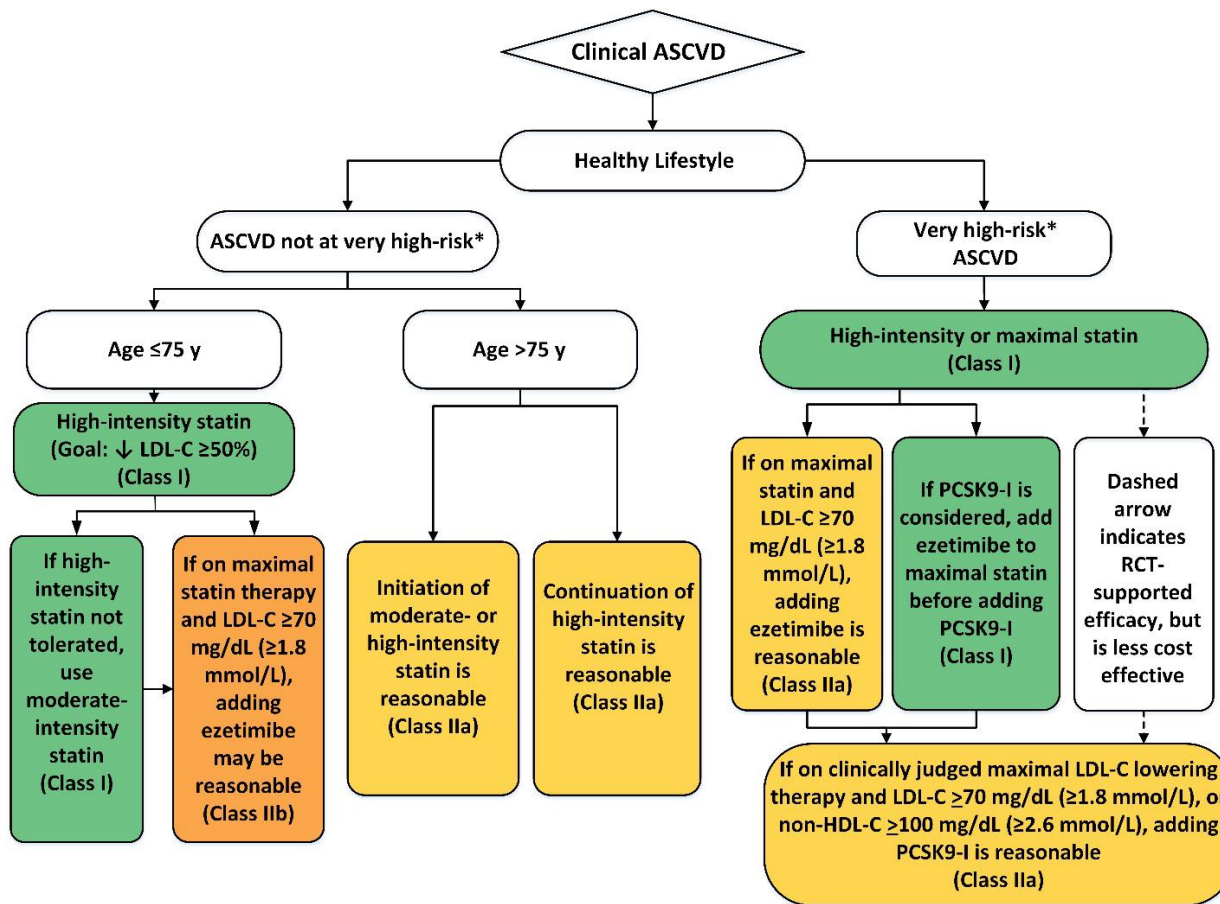 Clinical ASCVD
Healthy Lifestyle
ASCVD not at very high-risk*
Very high-risk*
ASCVD
Age ≤75 y
Age >75 y
High-intensity or maximal statin
(Class I)
High-intensity statin
(Goal: ↓ LDL-C ≥50%)
(Class I)
If high-
intensity
statin not
tolerated,
use
moderate-
intensity
statin
(Class I)
If on maximal
statin therapy
and LDL-C ≥70
mg/dL (≥1.8
mmol/L),
adding
ezetimibe
may be
reasonable
(Class IIb)
Initiation of
moderate- or
high-intensity
statin is
reasonable
(Class IIa)
Continuation of
high-intensity
statin is
reasonable
(Class IIa)
If on maximal
statin and
LDL-C ≥70
mg/dL (≥1.8
mmol/L),
adding
ezetimibe is
reasonable
(Class IIa)
If PCSK9-I is
considered, add
ezetimibe to
maximal statin
before adding
PCSK9-I
(Class I)
Dashed
arrow
indicates
RCT-
supported
efficacy, but
is less cost
effective
If on clinically judged maximal LDL-C lowering
therapy and LDL-C ≥70 mg/dL (≥1.8 mmol/L), o
non-HDL-C ≥100 mg/dL (≥2.6 mmol/L), adding
PCSK9-I is reasonable
(Class IIa)